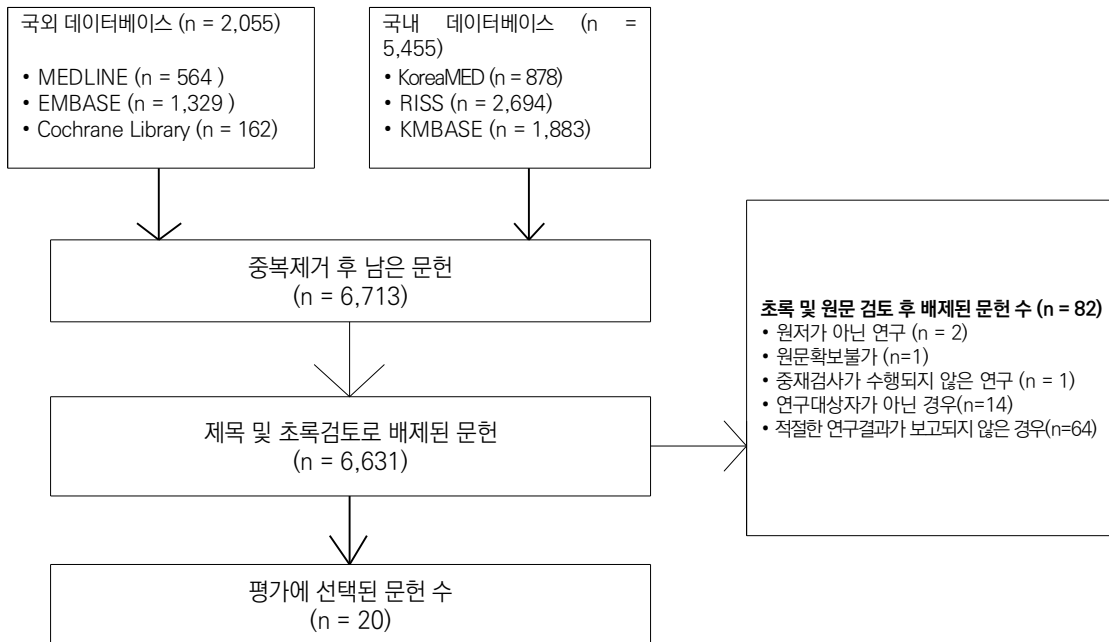 국외 데이터베이스 (n = 2,055)
• MEDLINE (n = 564 )
• EMBASE (n = 1,329 )
• Cochrane Library (n = 162)
국내 데이터베이스 (n =
5,455)
• KoreaMED (n = 878)
• RISS (n = 2,694)
• KMBASE (n = 1,883)
중복제거 후 남은 문헌
(n = 6,713)
초록 및 원문 검토 후 배제된 문헌 수 (n = 82)
• 원저가 아닌 연구 (n = 2)
• 원문확보불가 (n=1)
• 중재검사가 수행되지 않은 연구 (n = 1)
• 연구대상자가 아닌 경우(n=14)
• 적절한 연구결과가 보고되지 않은 경우(n=64)
제목 및 초록검토로 배제된 문헌
(n = 6,631)
평가에 선택된 문헌 수
(n = 20)